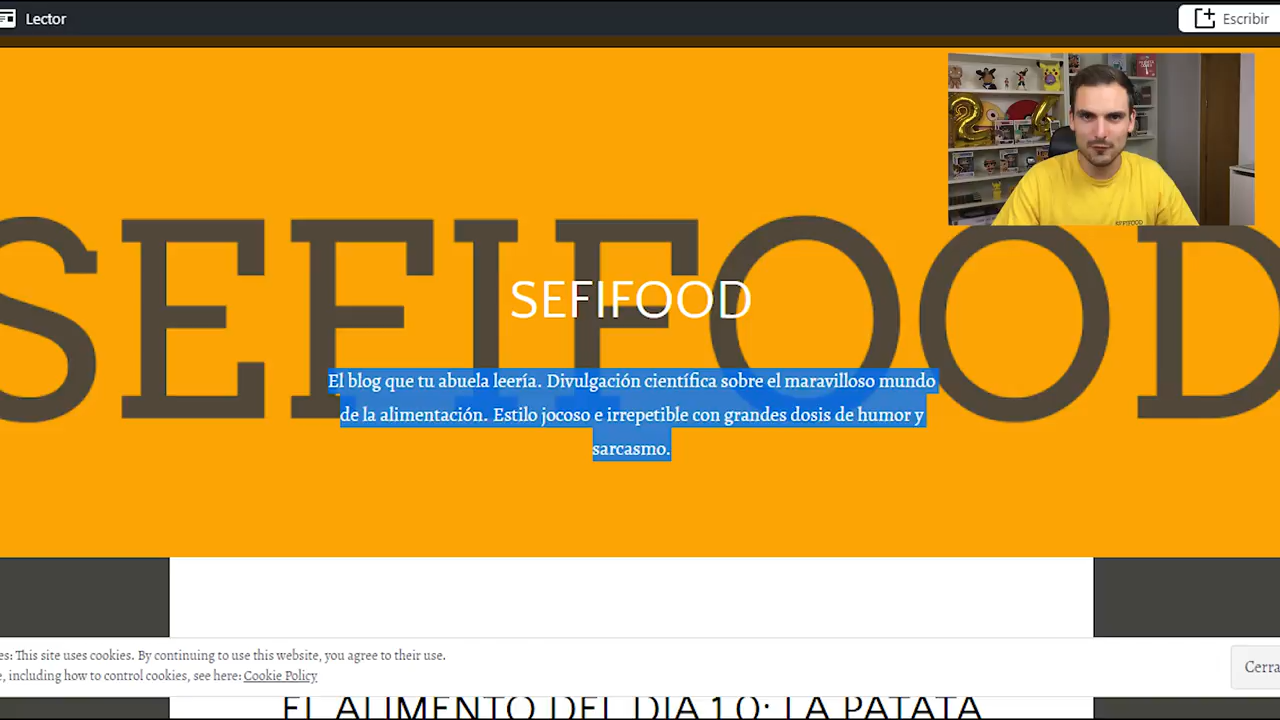 Lector
Escribir
24
SEFIFOOD
SEFIFOOD
SEFIFOOD
El blog que tu abuela leería. Divulgación científica sobre el maravilloso mundo
de la alimentación. Estilo jocoso e irrepetible con grandes dosis de humor y
sarcasmo.
es: This site uses cookies. By continuing to use this website, you agree to their use.
e, including how to control cookies, see here: Cookie Policy
Cerra
EL ALIMENTO DEL DIA 10: LA PATATA